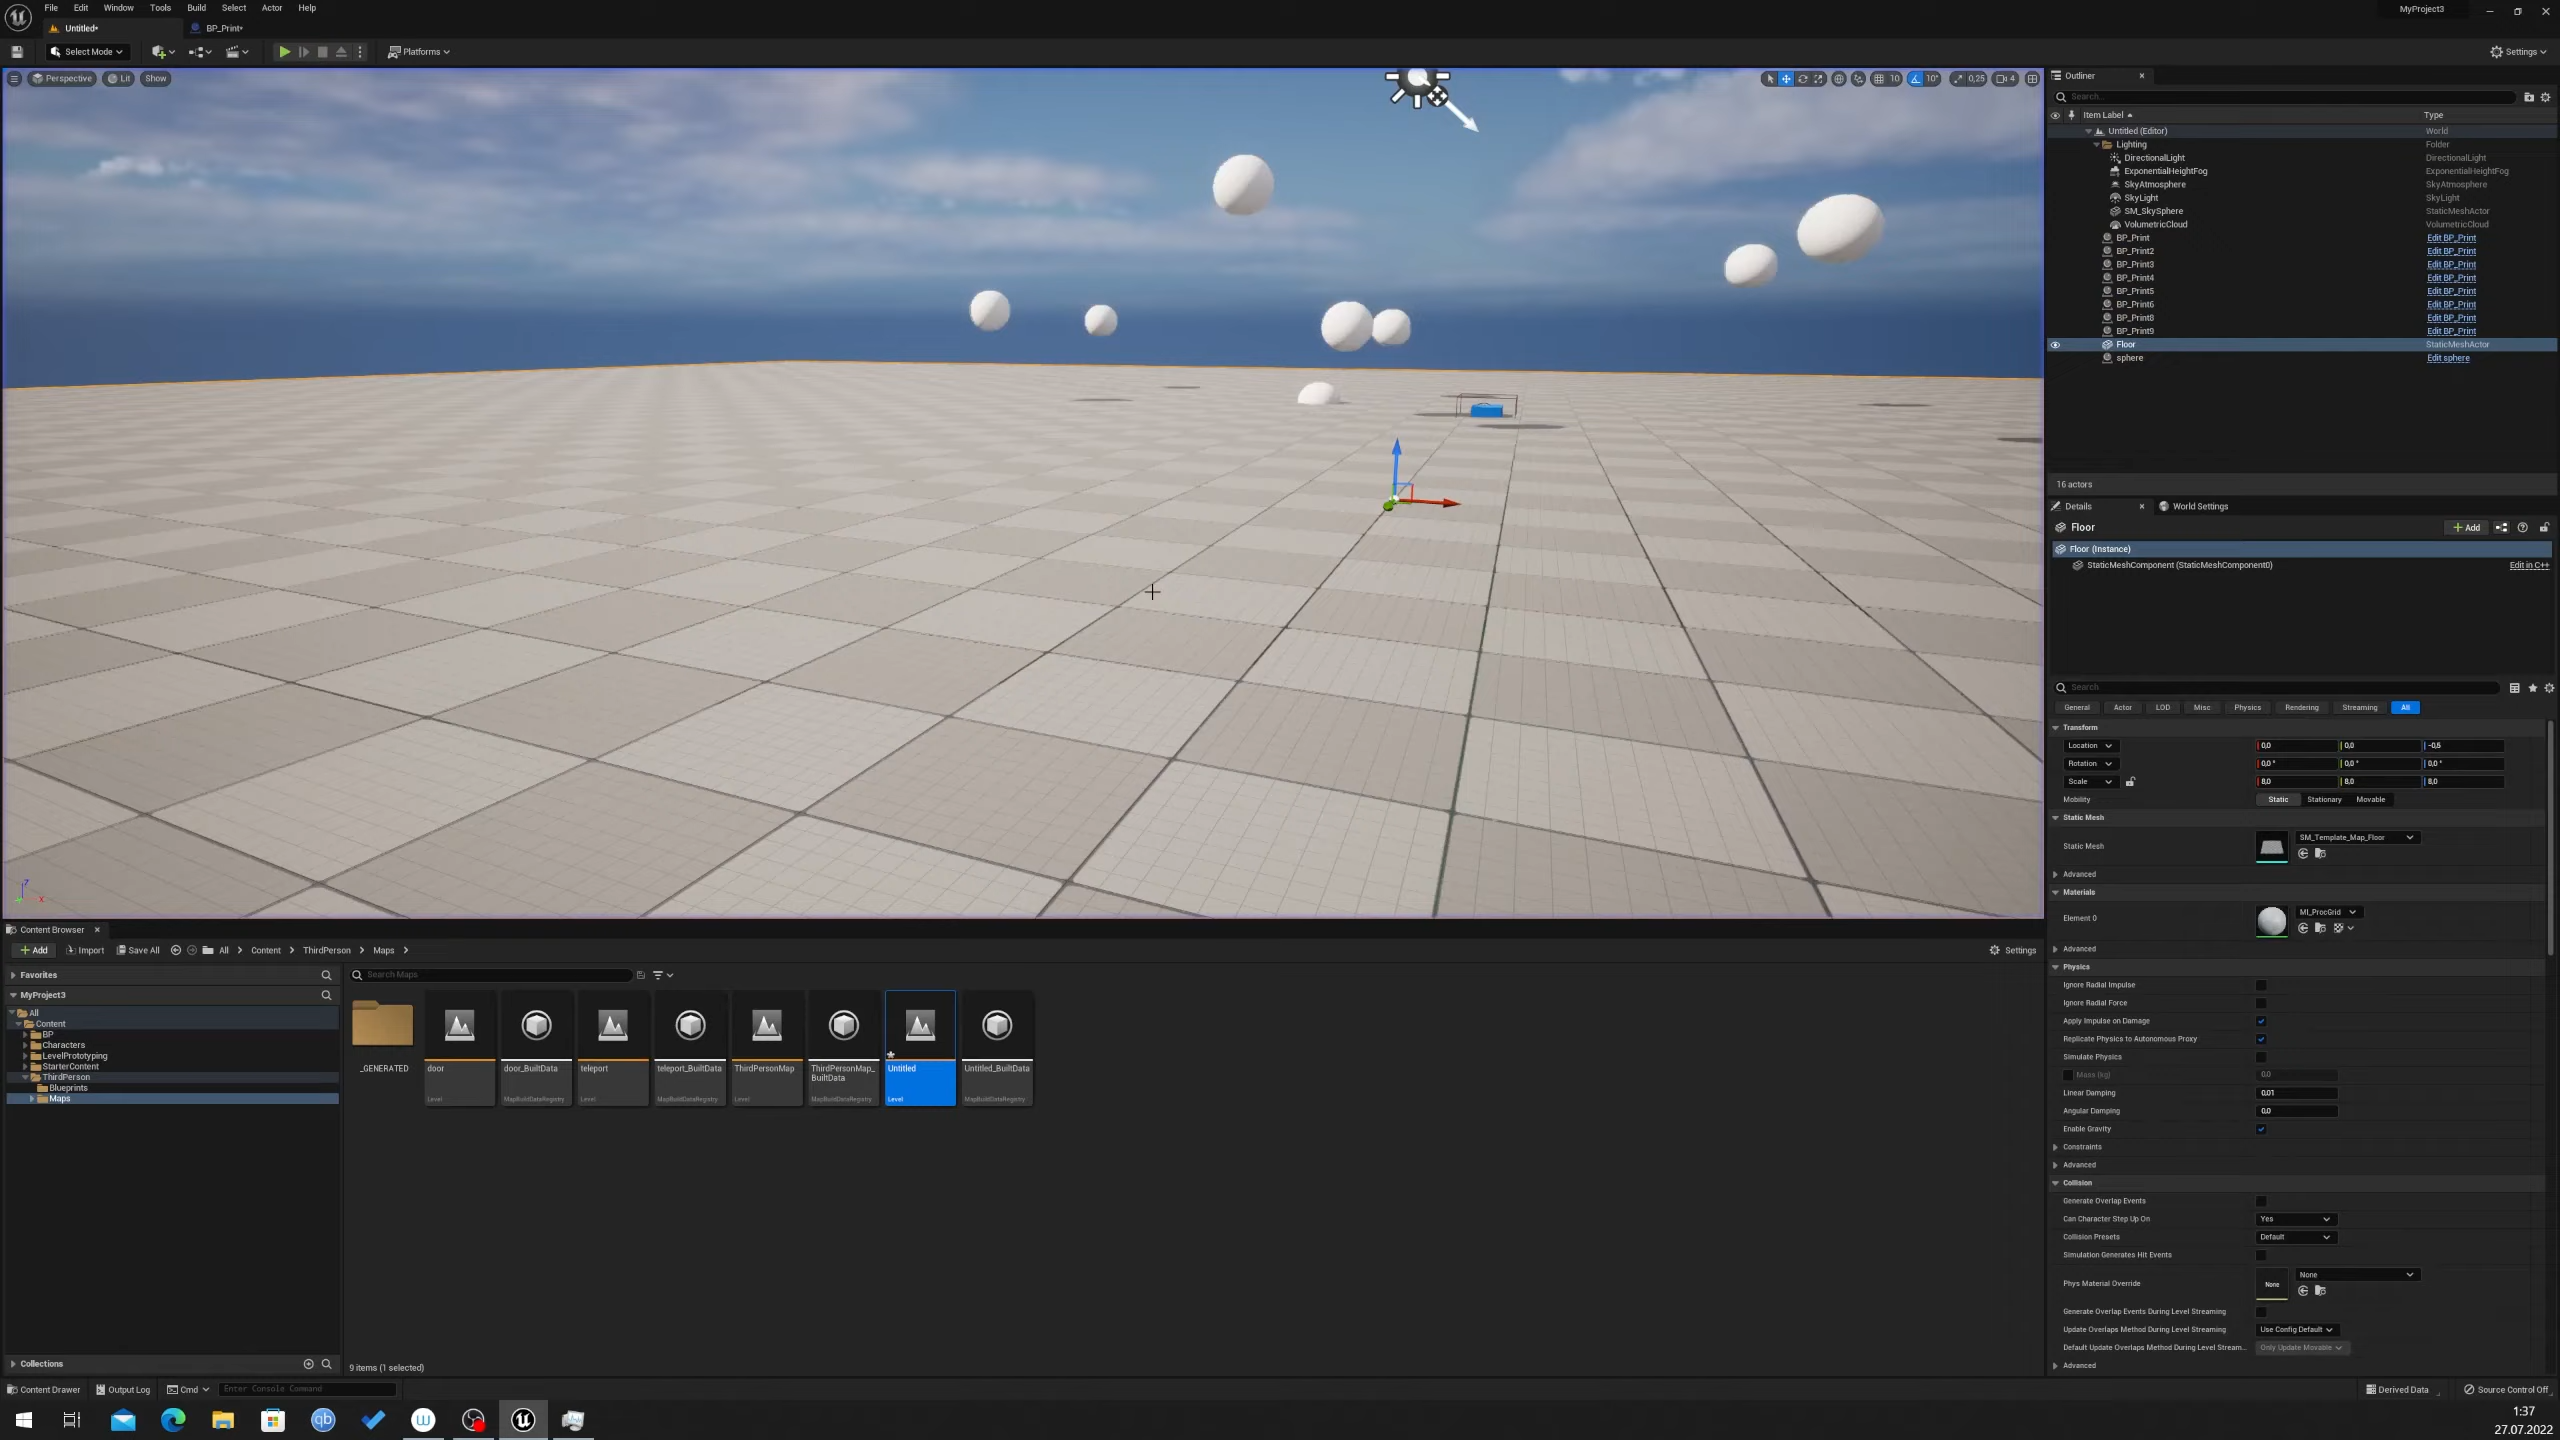 File Edit Window Tools Build Select Actor Help
MyProject3
Untitled*
BP_Print*
Select Mode
Platforms
Settings
Perspective
Lit
Show
10
10°
0,25
4
Outliner
Search...
Item Label
Type
Untitled (Editor) World
Lighting Folder
DirectionalLight DirectionalLight
ExponentialHeightFog ExponentialHeightFog
SkyAtmosphere SkyAtmosphere
SkyLight SkyLight
SM_SkySphere StaticMeshActor
VolumetricCloud VolumetricCloud
BP_Print Edit BP_Print
BP_Print2 Edit BP_Print
BP_Print3 Edit BP_Print
BP_Print4 Edit BP_Print
BP_Print5 Edit BP_Print
BP_Print6 Edit BP_Print
BP_Print8 Edit BP_Print
BP_Print9 Edit BP_Print
Floor StaticMeshActor
sphere Edit sphere
16 actors
Details
World Settings
Floor
Add
Floor (Instance)
StaticMeshComponent (StaticMeshComponent0) Edit in C++
Search
General Actor LOD Misc Physics Rendering Streaming All
Transform
Location 0,0 0,0 -0,5
Rotation 0,0 ° 0,0 ° 0,0 °
Scale 8,0 8,0 8,0
Mobility Static Stationary Movable
Static Mesh
Static Mesh SM_Template_Map_Floor
Advanced
Materials
Element 0 MI_ProcGrid
Advanced
Physics
Ignore Radial Impulse
Ignore Radial Force
Apply Impulse on Damage
Replicate Physics to Autonomous Proxy
Simulate Physics
Mass (kg) 0,0
Linear Damping 0,01
Angular Damping 0,0
Enable Gravity
Constraints
Advanced
Collision
Generate Overlap Events
Can Character Step Up On Yes
Collision Presets Default
Simulation Generates Hit Events
Phys Material Override None None
Generate Overlap Events During Level Streaming
Update Overlaps Method During Level Streaming Use Config Default
Default Update Overlaps Method During Level Stream... Only Update Movable
Advanced
Z
X
Content Browser
Add Import Save All All Content ThirdPerson Maps
Settings
Favorites
MyProject3
All
Content
BP
Characters
LevelPrototyping
StarterContent
ThirdPerson
Blueprints
Maps
Collections
Search Maps
_GENERATED
door
Level
door_BuiltData
MapBuildDataRegistry
teleport
Level
teleport_BuiltData
MapBuildDataRegistry
ThirdPersonMap
Level
ThirdPersonMap_
BuiltData
MapBuildDataRegistry
Untitled
Level
Untitled_BuiltData
MapBuildDataRegistry
9 items (1 selected)
Content Drawer Output Log Cmd Enter Console Command
Derived Data
Source Control Off
qb
W
1:37
27.07.2022